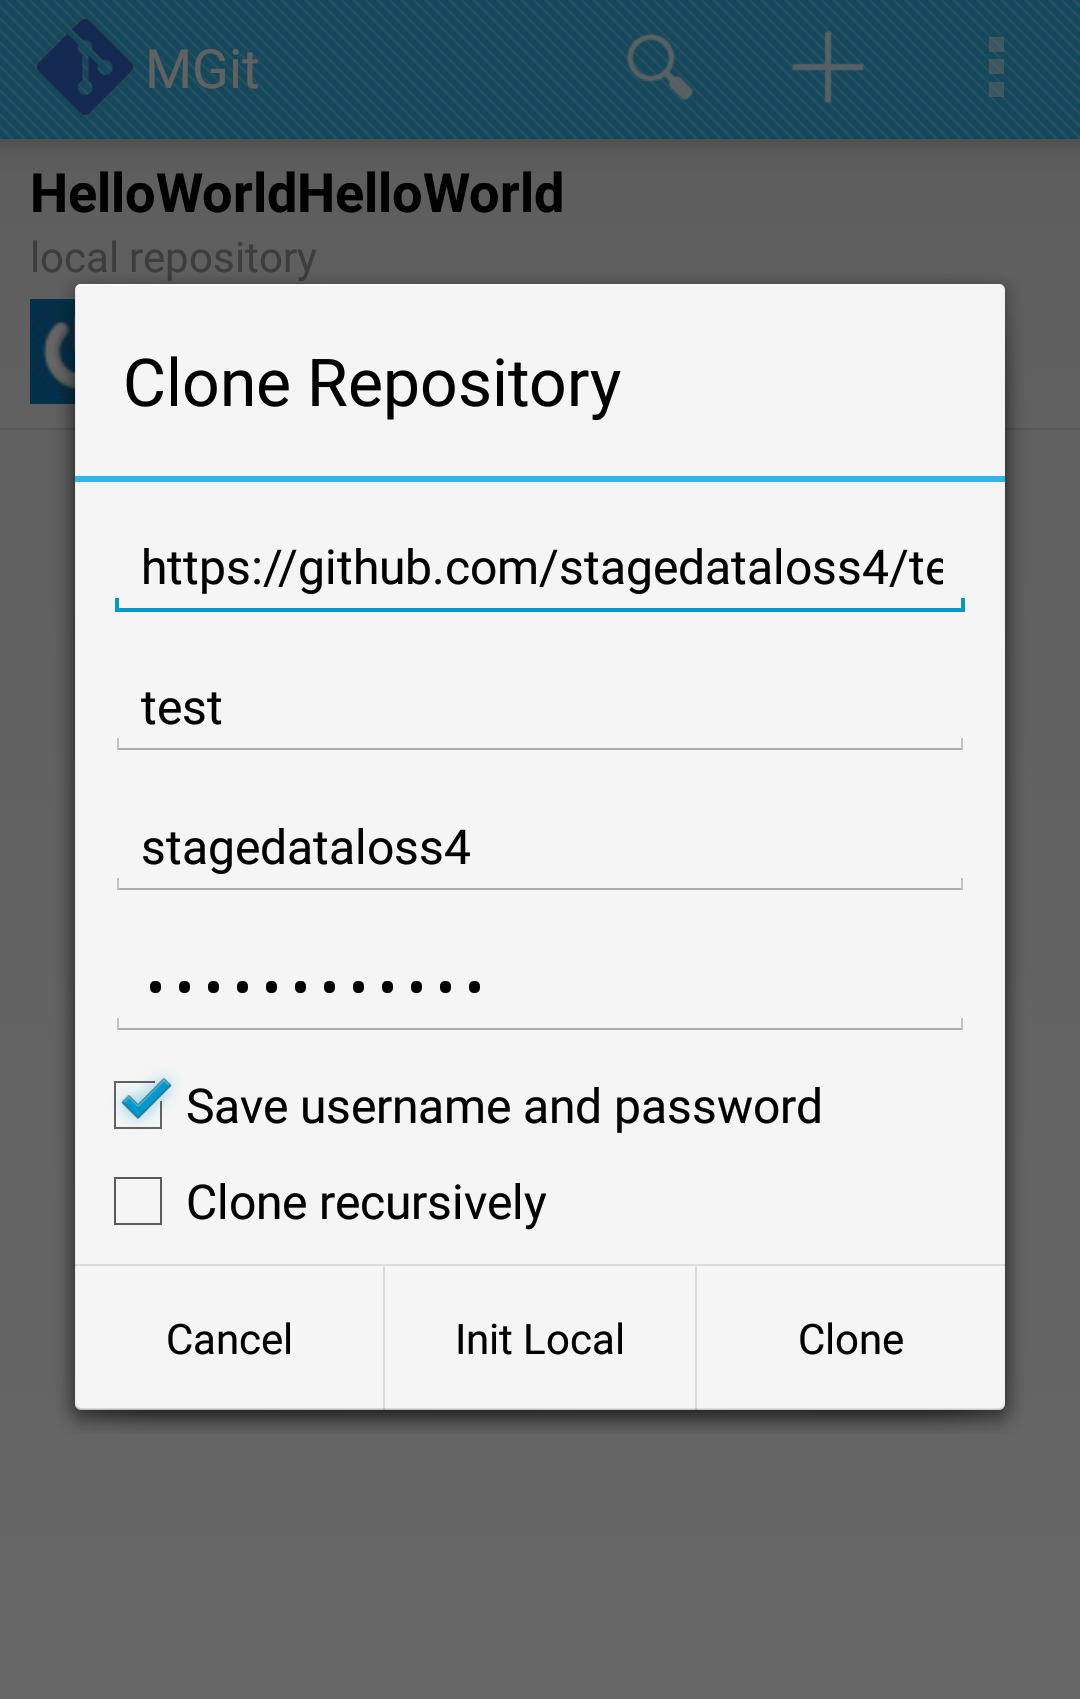 MGit
HelloWorldHelloWorld
local repository
Clone Repository
https://github.com/stagedataloss4/te
test
stagedataloss4
••••••••••••
Save username and password
Clone recursively
Cancel
Init Local
Clone